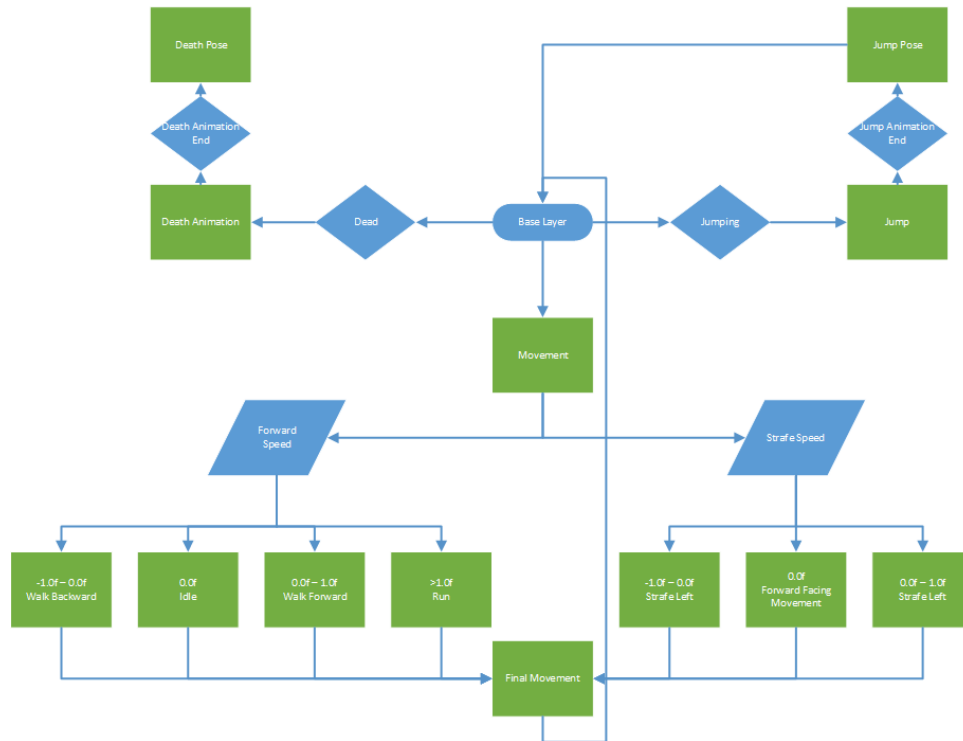 Death Pose
Jump Pose
Death Animation
End
Jump Animation
End
Death Animation
Dead
Base Layer
Jumping
Jump
Movement
Forward
Speed
Strafe Speed
-1.0f – 0.0f
Walk Backward
0.0f
Idle
0.0f – 1.0f
Walk Forward
>1.0f
Run
-1.0f – 0.0f
Strafe Left
0.0f
Forward Facing
Movement
0.0f – 1.0f
Strafe Left
Final Movement